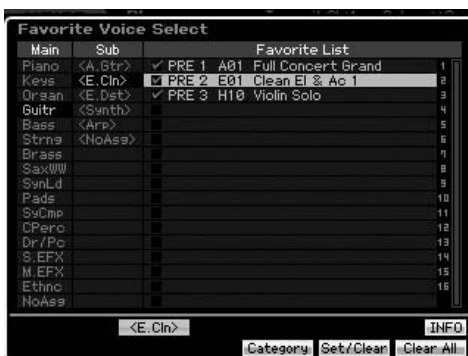 Favorite Voice Select
Main Sub Favorite List
Piano <A.Gtr> PRE 1 A01 Full Concert Grand 1
Keys <E.Cln> PRE 2 E01 Clean El & Ac 1 2
Organ <E.Dst> PRE 3 H10 Violin Solo 3
Guitr <Synth> 4
Bass <Arp> 5
Strng <NoAsg> 6
Brass 7
SaxWW 8
SynLd 9
Pads 10
SyCmp 11
CPerc 12
Dr/Pc 13
S.EFX 14
M.EFX 15
Ethnc 16
NoAsg
<E.Cln> INFO
Category Set/Clear Clear All